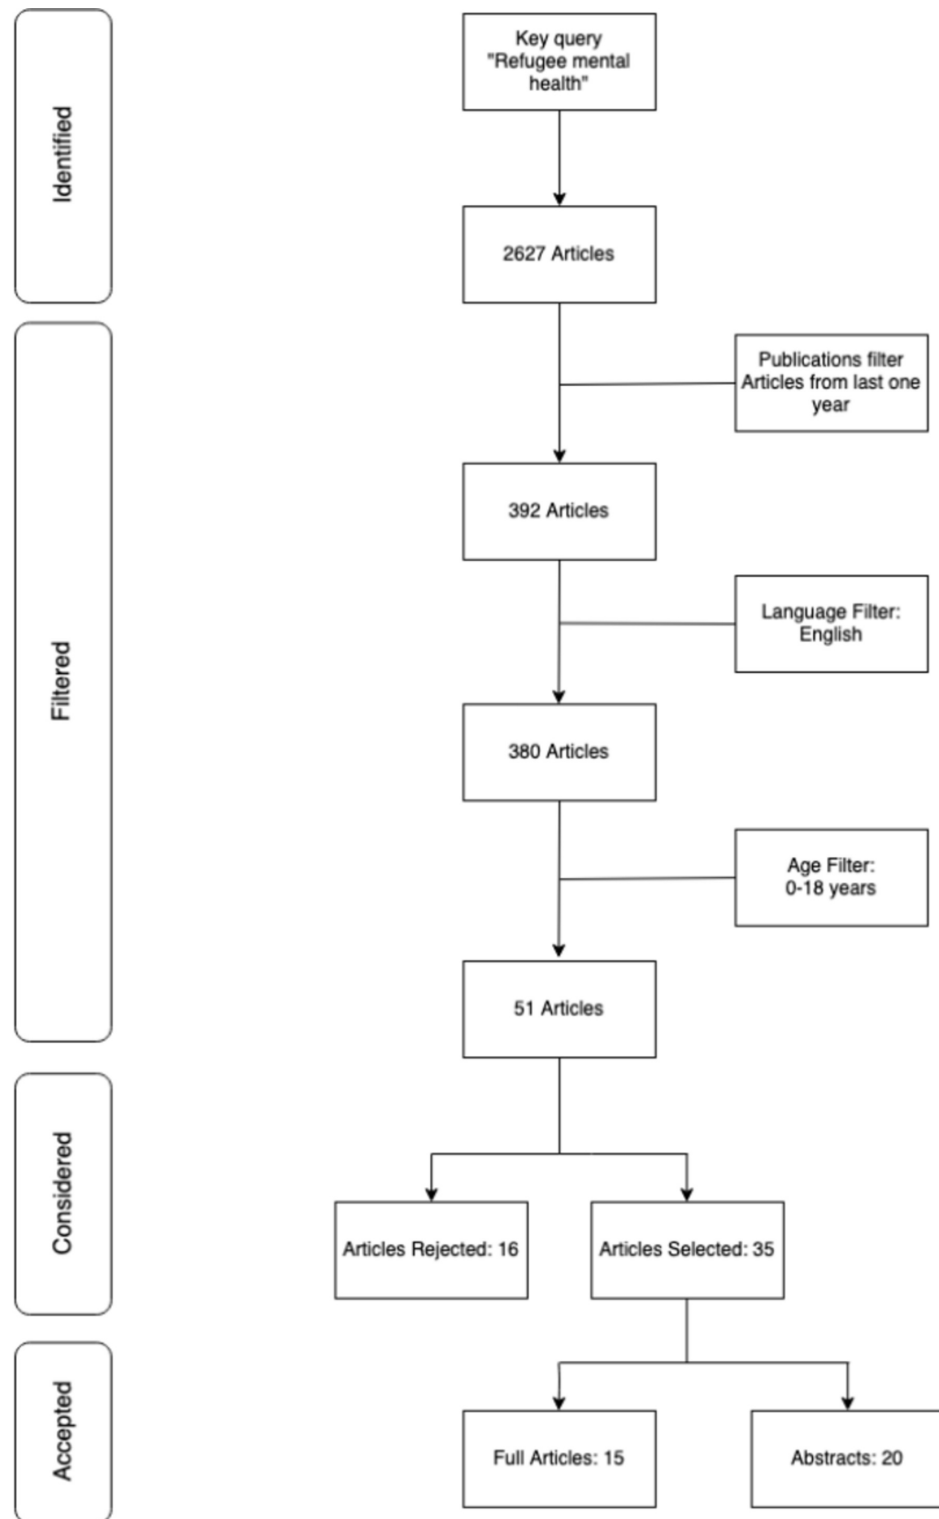 Identified
Key query
"Refugee mental
health"
2627 Articles
Filtered
Publications filter
Articles from last one
year
392 Articles
Language Filter:
English
380 Articles
Age Filter:
0-18 years
51 Articles
Considered
Articles Rejected: 16
Articles Selected: 35
Accepted
Full Articles: 15
Abstracts: 20